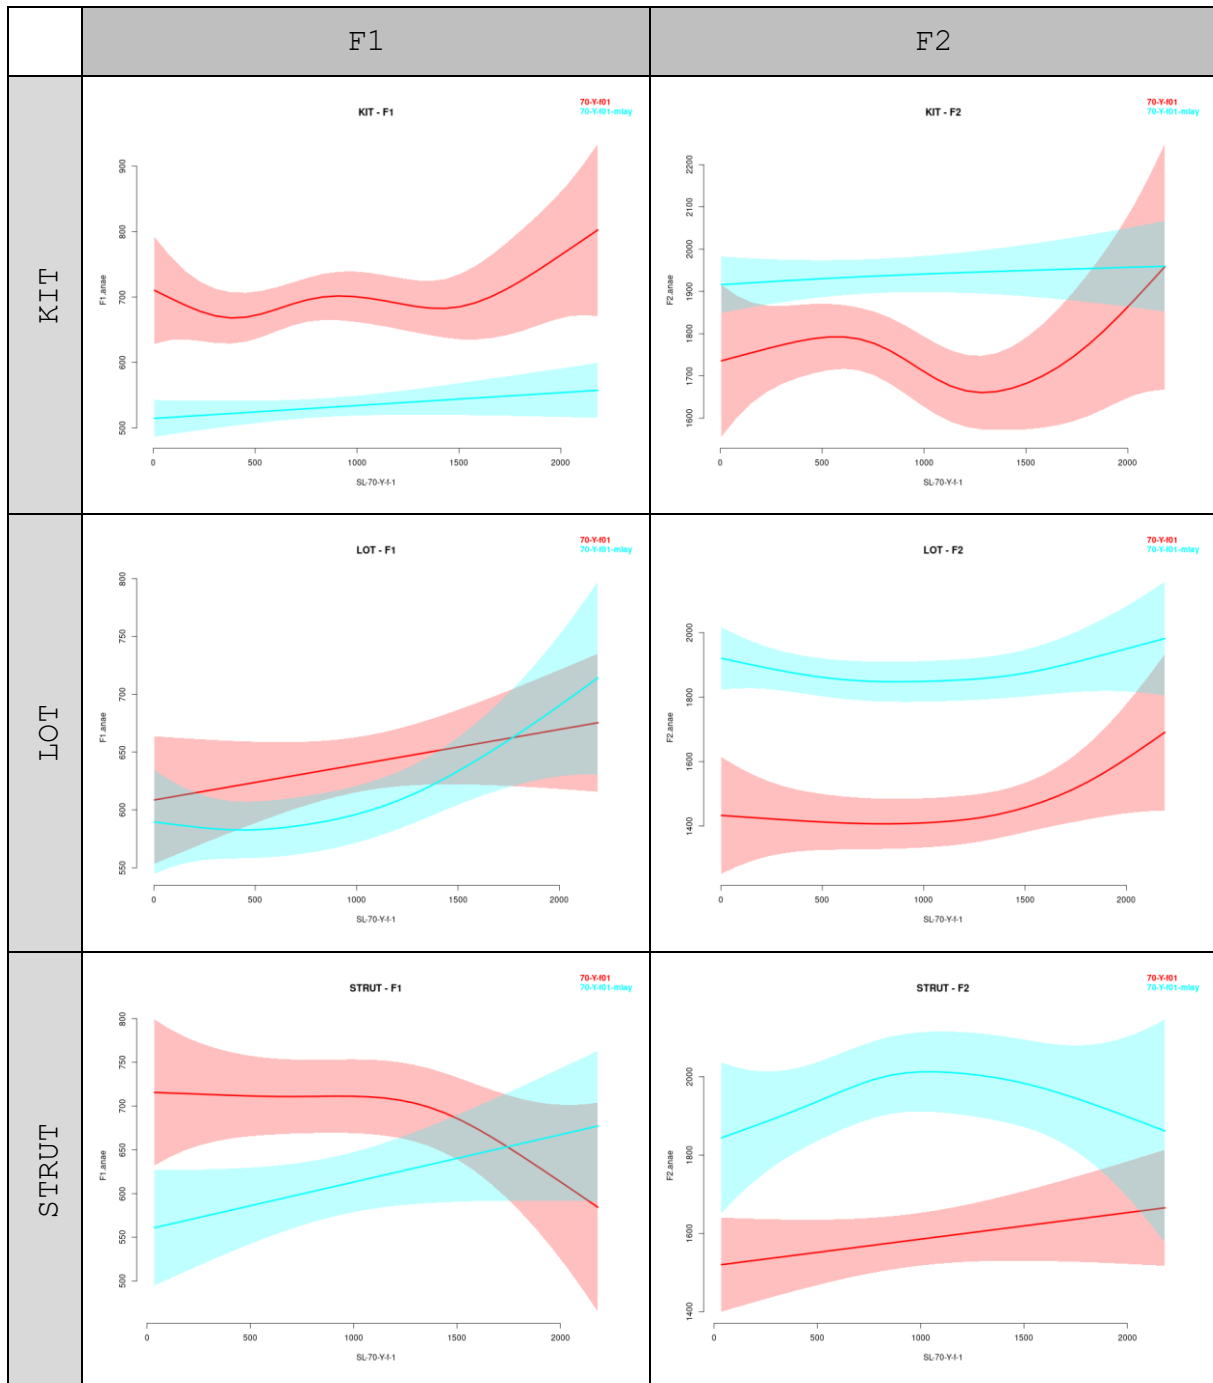 F1
F2
KIT
KIT - F1
70-Y-f01
70-Y-f01-mlay
F1.anae
900
800
700
600
500
0
500
1000
1500
2000
SL-70-Y-f-1
KIT - F2
70-Y-f01
70-Y-f01-mlay
F2.anae
2200
2100
2000
1900
1800
1700
1600
0
500
1000
1500
2000
SL-70-Y-f-1
LOT
LOT - F1
70-Y-f01
70-Y-f01-mlay
F1.anae
800
750
700
650
600
550
0
500
1000
1500
2000
SL-70-Y-f-1
LOT - F2
70-Y-f01
70-Y-f01-mlay
F2.anae
2000
1800
1600
1400
0
500
1000
1500
2000
SL-70-Y-f-1
STRUT
STRUT - F1
70-Y-f01
70-Y-f01-mlay
F1.anae
800
750
700
650
600
550
500
0
500
1000
1500
2000
SL-70-Y-f-1
STRUT - F2
70-Y-f01
70-Y-f01-mlay
F2.anae
2000
1800
1600
1400
0
500
1000
1500
2000
SL-70-Y-f-1